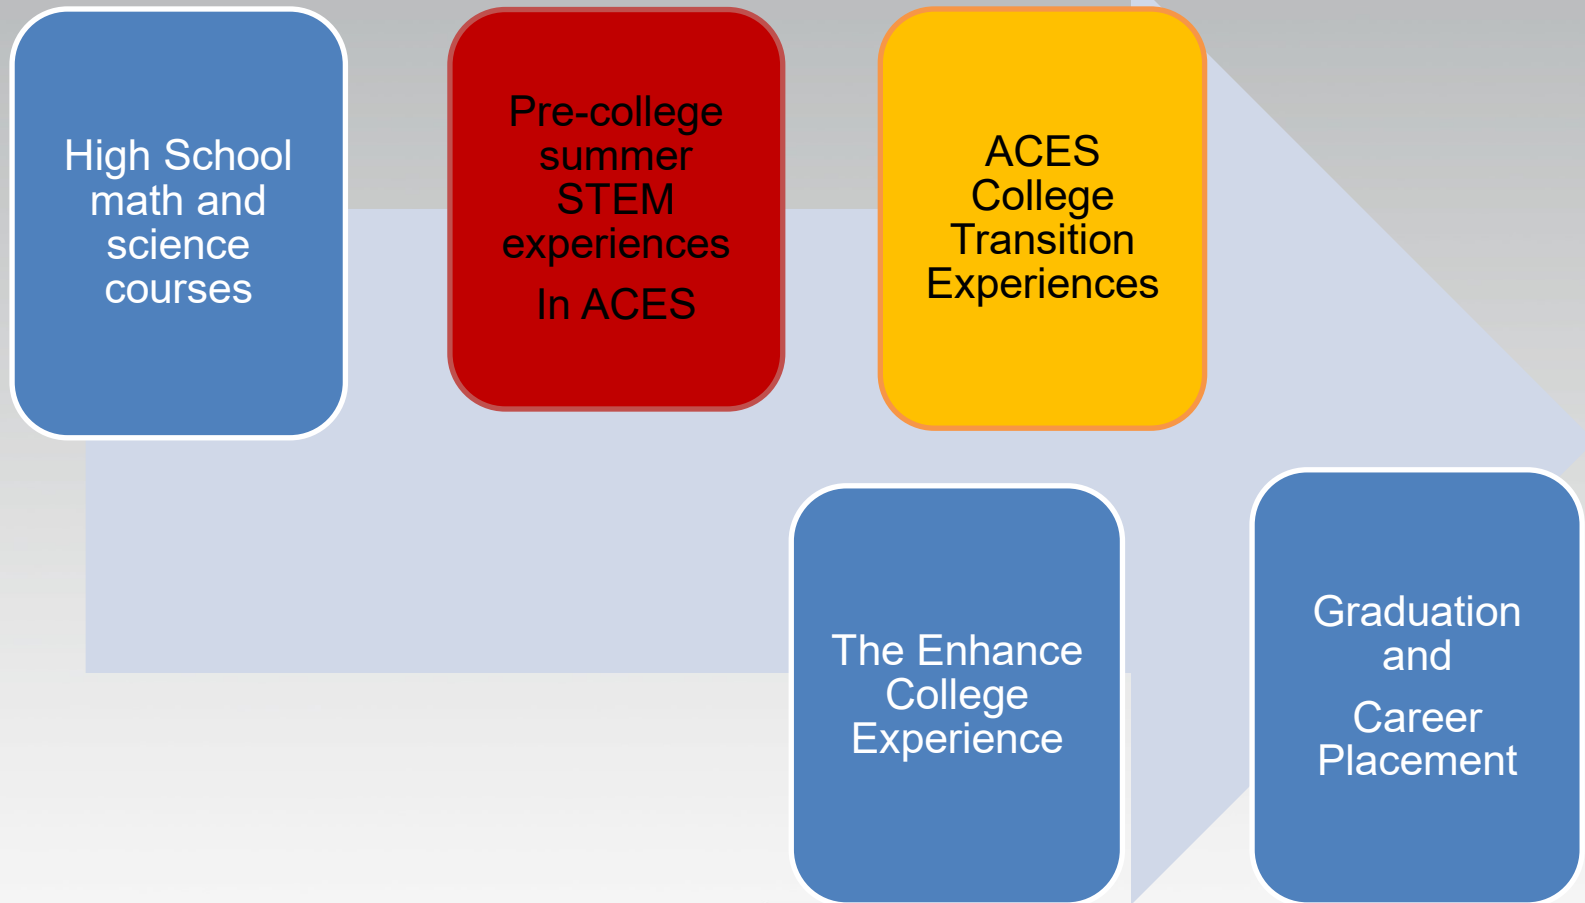 High School
math and
science
courses
Pre-college
summer
STEM
experiences
In ACES
ACES
College
Transition
Experiences
The Enhance
College
Experience
Graduation
and
Career
Placement